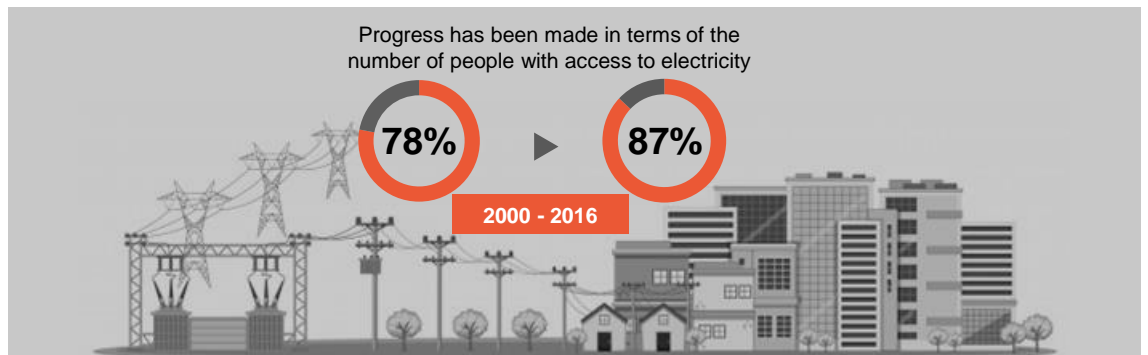 Progress has been made in terms of the
number of people with access to electricity
78%
87%
2000 - 2016